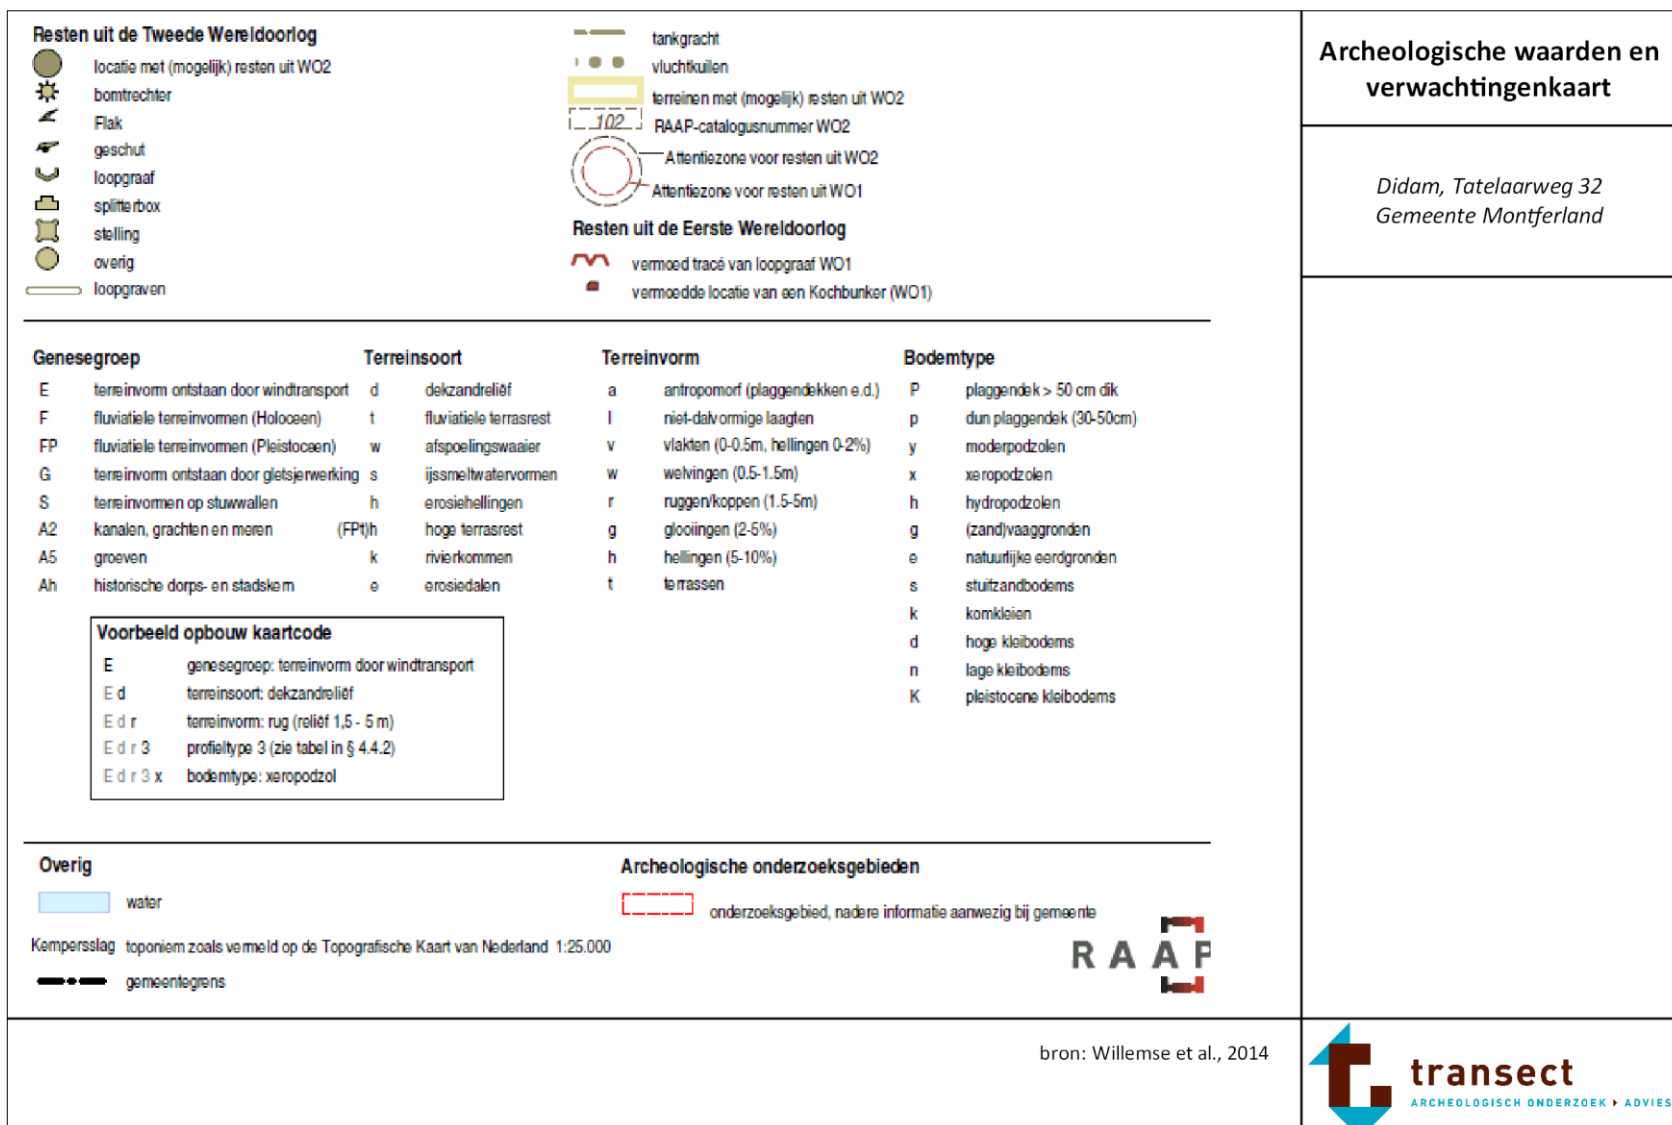 Resten uit de Tweede Wereldoorlog
locatie met (mogelijk) resten uit WO2
bomtrechter
Flak
geschut
loopgraaf
splitterbox
stelling
overig
loopgraven
tankgracht
vluchtkuilen
terreinen met (mogelijk) resten uit WO2
102 RAAP-catalogusnummer WO2
Attentiezone voor resten uit WO2
Attentiezone voor resten uit WO1
Resten uit de Eerste Wereldoorlog
vermoed tracé van loopgraaf WO1
vermoedde locatie van een Kochbunker (WO1)
Genesegroep
E terreinvorm ontstaan door windtransport
F fluviatiele terreinvormen (Holoceen)
FP fluviatiele terreinvormen (Pleistoceen)
G terreinvorm ontstaan door gletsjerwerking
S terreinvormen op stuwwallen
A2 kanalen, grachten en meren
A5 groeven
Ah historische dorps- en stadskern
Terreinsoort
d dekzandreliëf
t fluviatiele terrasrest
w afspoelingswaaier
s ijssmeltwatervormen
h erosiehellingen
(FPt)h hoge terrasrest
k rivierkommen
e erosiedalen
Terreinvorm
a antropomorf (plaggendekken e.d.)
l niet-dalvormige laagten
v vlakten (0-0.5m, hellingen 0-2%)
w welvingen (0.5-1.5m)
r ruggen/koppen (1.5-5m)
g glooiingen (2-5%)
h hellingen (5-10%)
t terrassen
Bodemtype
P plaggendek > 50 cm dik
p dun plaggendek (30-50cm)
y moderpodzolen
x xeropodzolen
h hydropodzolen
g (zand)vaaggronden
e natuurlijke eerdgronden
s stuifzandbodems
k komkleien
d hoge kleibodems
n lage kleibodems
K pleistocene kleibodems
Voorbeeld opbouw kaartcode
E genesegroep: terreinvorm door windtransport
E d terreinsoort: dekzandreliëf
E d r terreinvorm: rug (reliëf 1,5 - 5 m)
E d r 3 profieltype 3 (zie tabel in § 4.4.2)
E d r 3 x bodemtype: xeropodzol
Overig
water
Kempersslag toponiem zoals vermeld op de Topografische Kaart van Nederland 1:25.000
gemeentegrens
Archeologische onderzoeksgebieden
onderzoeksgebied, nadere informatie aanwezig bij gemeente
RAAP
bron: Willemse et al., 2014
Archeologische waarden en
verwachtingenkaart
Didam, Tatelaarweg 32
Gemeente Montferland
transect
ARCHEOLOGISCH ONDERZOEK ▸ ADVIES